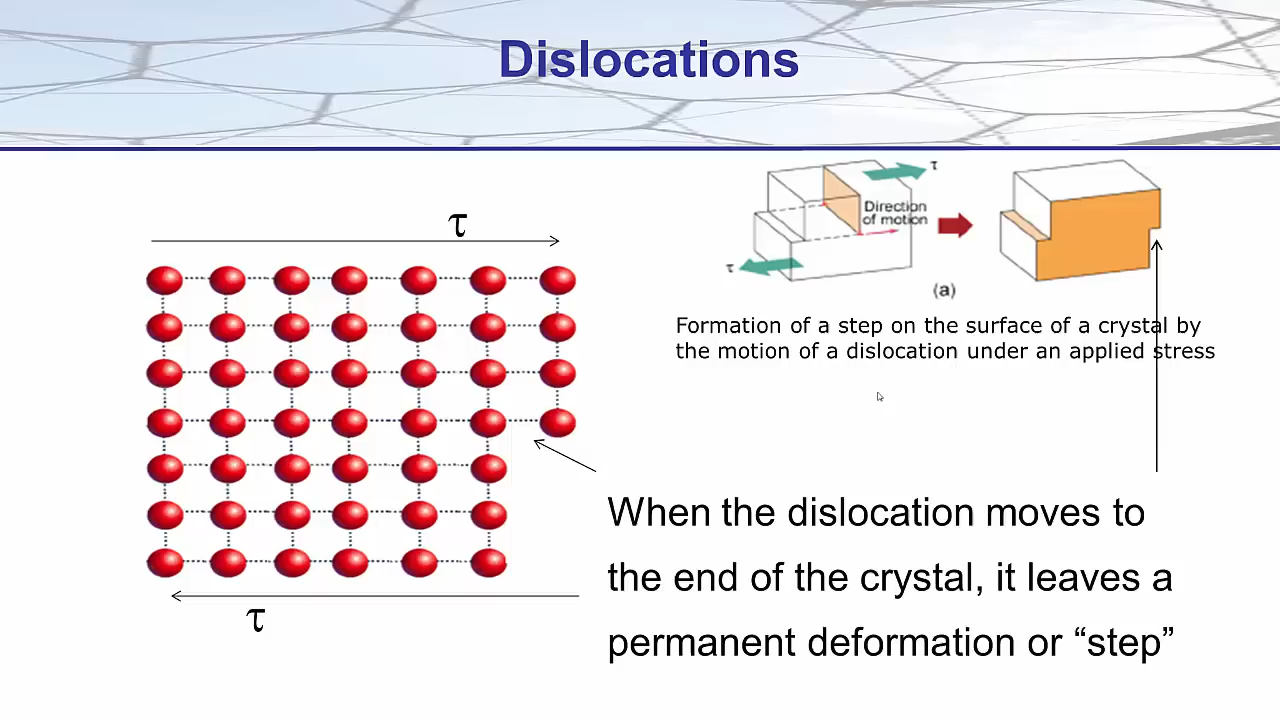 Dislocations
τ
τ
Direction
of motion
τ
(a)
Formation of a step on the surface of a crystal by
the motion of a dislocation under an applied stress
When the dislocation moves to
the end of the crystal, it leaves a
permanent deformation or “step”
τ